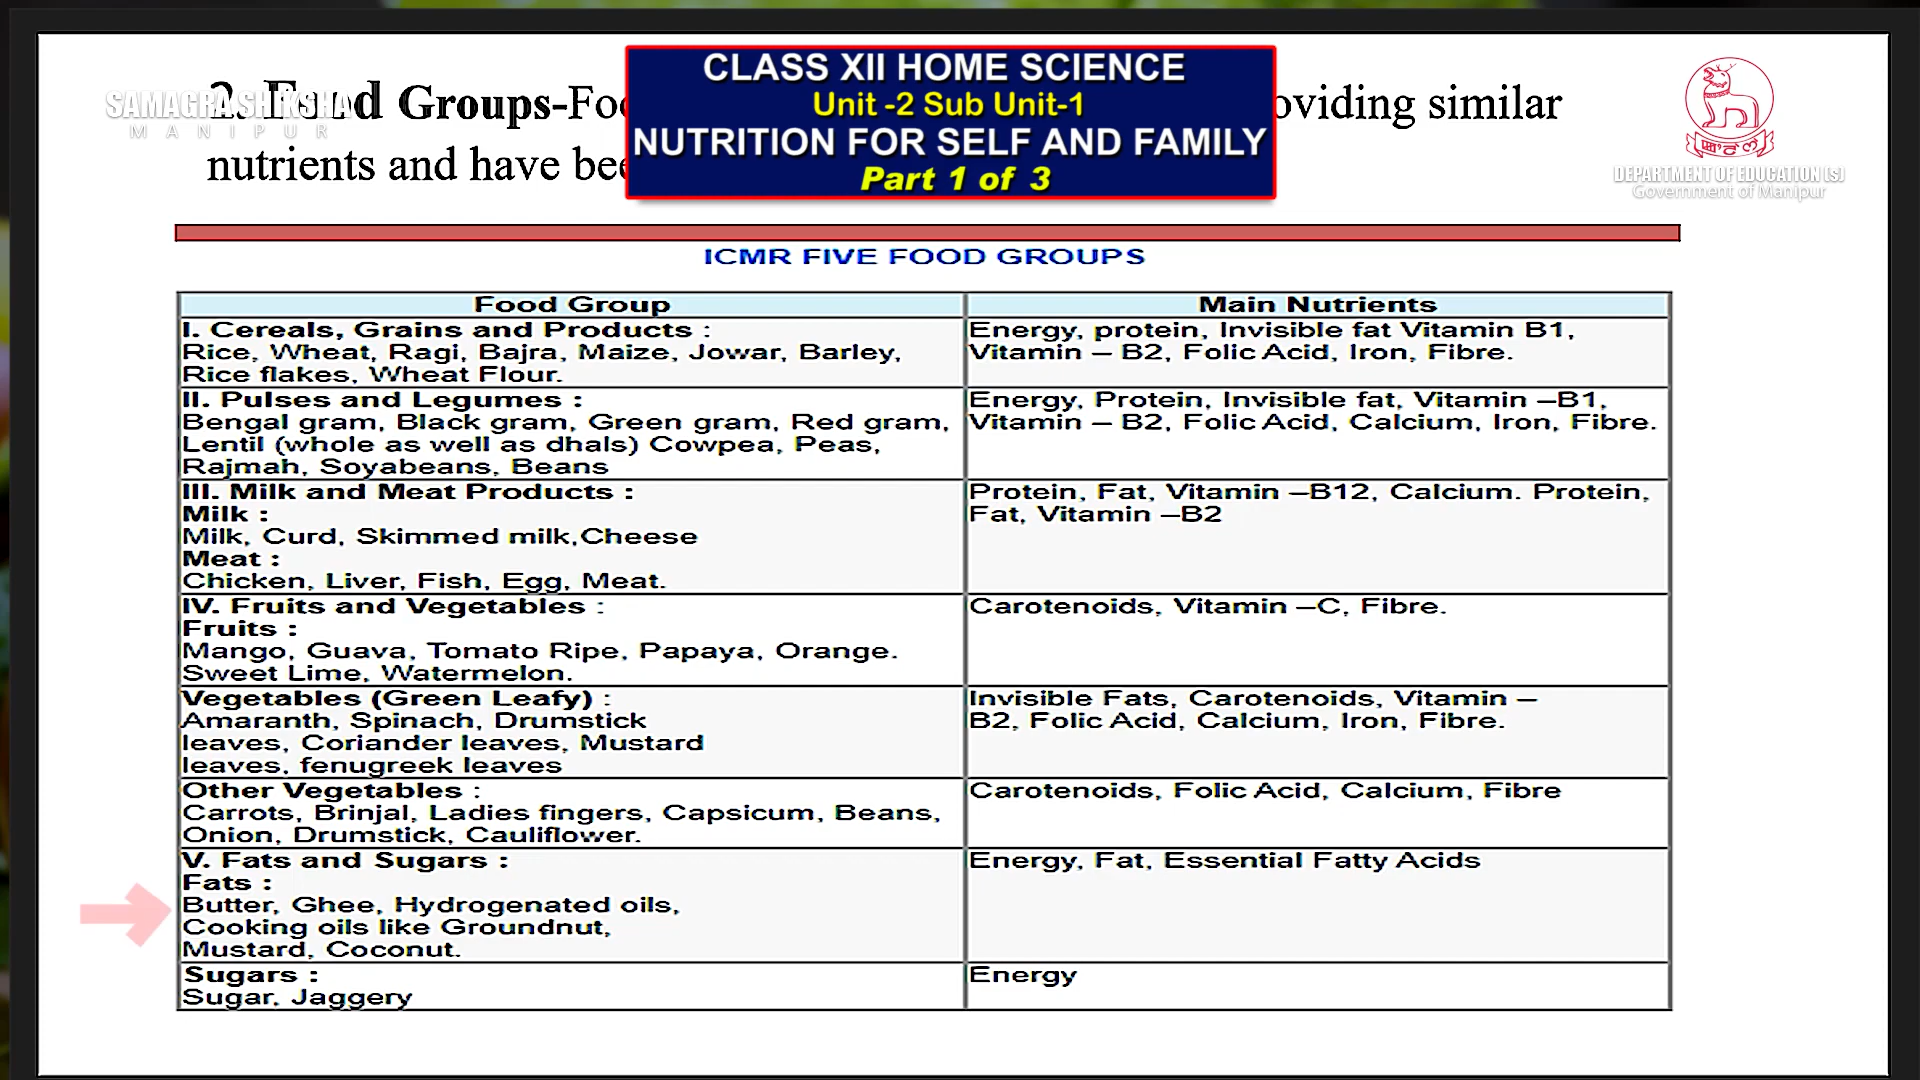 CLASS XII HOME SCIENCE
Unit -2 Sub Unit-1
NUTRITION FOR SELF AND FAMILY
Part 1 of 3
SAMAGRA SHIKSHA
MANIPUR
2. Food Groups-Foo oviding similar
nutrients and have bee
DEPARTMENT OF EDUCATION (S)
Government of Manipur
ICMR FIVE FOOD GROUPS
Food Group
Main Nutrients
I. Cereals, Grains and Products :
Rice, Wheat, Ragi, Bajra, Maize, Jowar, Barley,
Rice flakes, Wheat Flour.
Energy, protein, Invisible fat Vitamin B1,
Vitamin – B2, Folic Acid, Iron, Fibre.
II. Pulses and Legumes :
Bengal gram, Black gram, Green gram, Red gram,
Lentil (whole as well as dhals) Cowpea, Peas,
Rajmah, Soyabeans, Beans
Energy, Protein, Invisible fat, Vitamin –B1,
Vitamin – B2, Folic Acid, Calcium, Iron, Fibre.
III. Milk and Meat Products :
Milk :
Milk, Curd, Skimmed milk,Cheese
Meat :
Chicken, Liver, Fish, Egg, Meat.
Protein, Fat, Vitamin –B12, Calcium. Protein,
Fat, Vitamin –B2
IV. Fruits and Vegetables :
Fruits :
Mango, Guava, Tomato Ripe, Papaya, Orange.
Sweet Lime, Watermelon.
Carotenoids, Vitamin –C, Fibre.
Vegetables (Green Leafy) :
Amaranth, Spinach, Drumstick
leaves, Coriander leaves, Mustard
leaves, fenugreek leaves
Invisible Fats, Carotenoids, Vitamin –
B2, Folic Acid, Calcium, Iron, Fibre.
Other Vegetables :
Carrots, Brinjal, Ladies fingers, Capsicum, Beans,
Onion, Drumstick, Cauliflower.
Carotenoids, Folic Acid, Calcium, Fibre
V. Fats and Sugars :
Fats :
Butter, Ghee, Hydrogenated oils,
Cooking oils like Groundnut,
Mustard, Coconut.
Energy, Fat, Essential Fatty Acids
Sugars :
Sugar, Jaggery
Energy